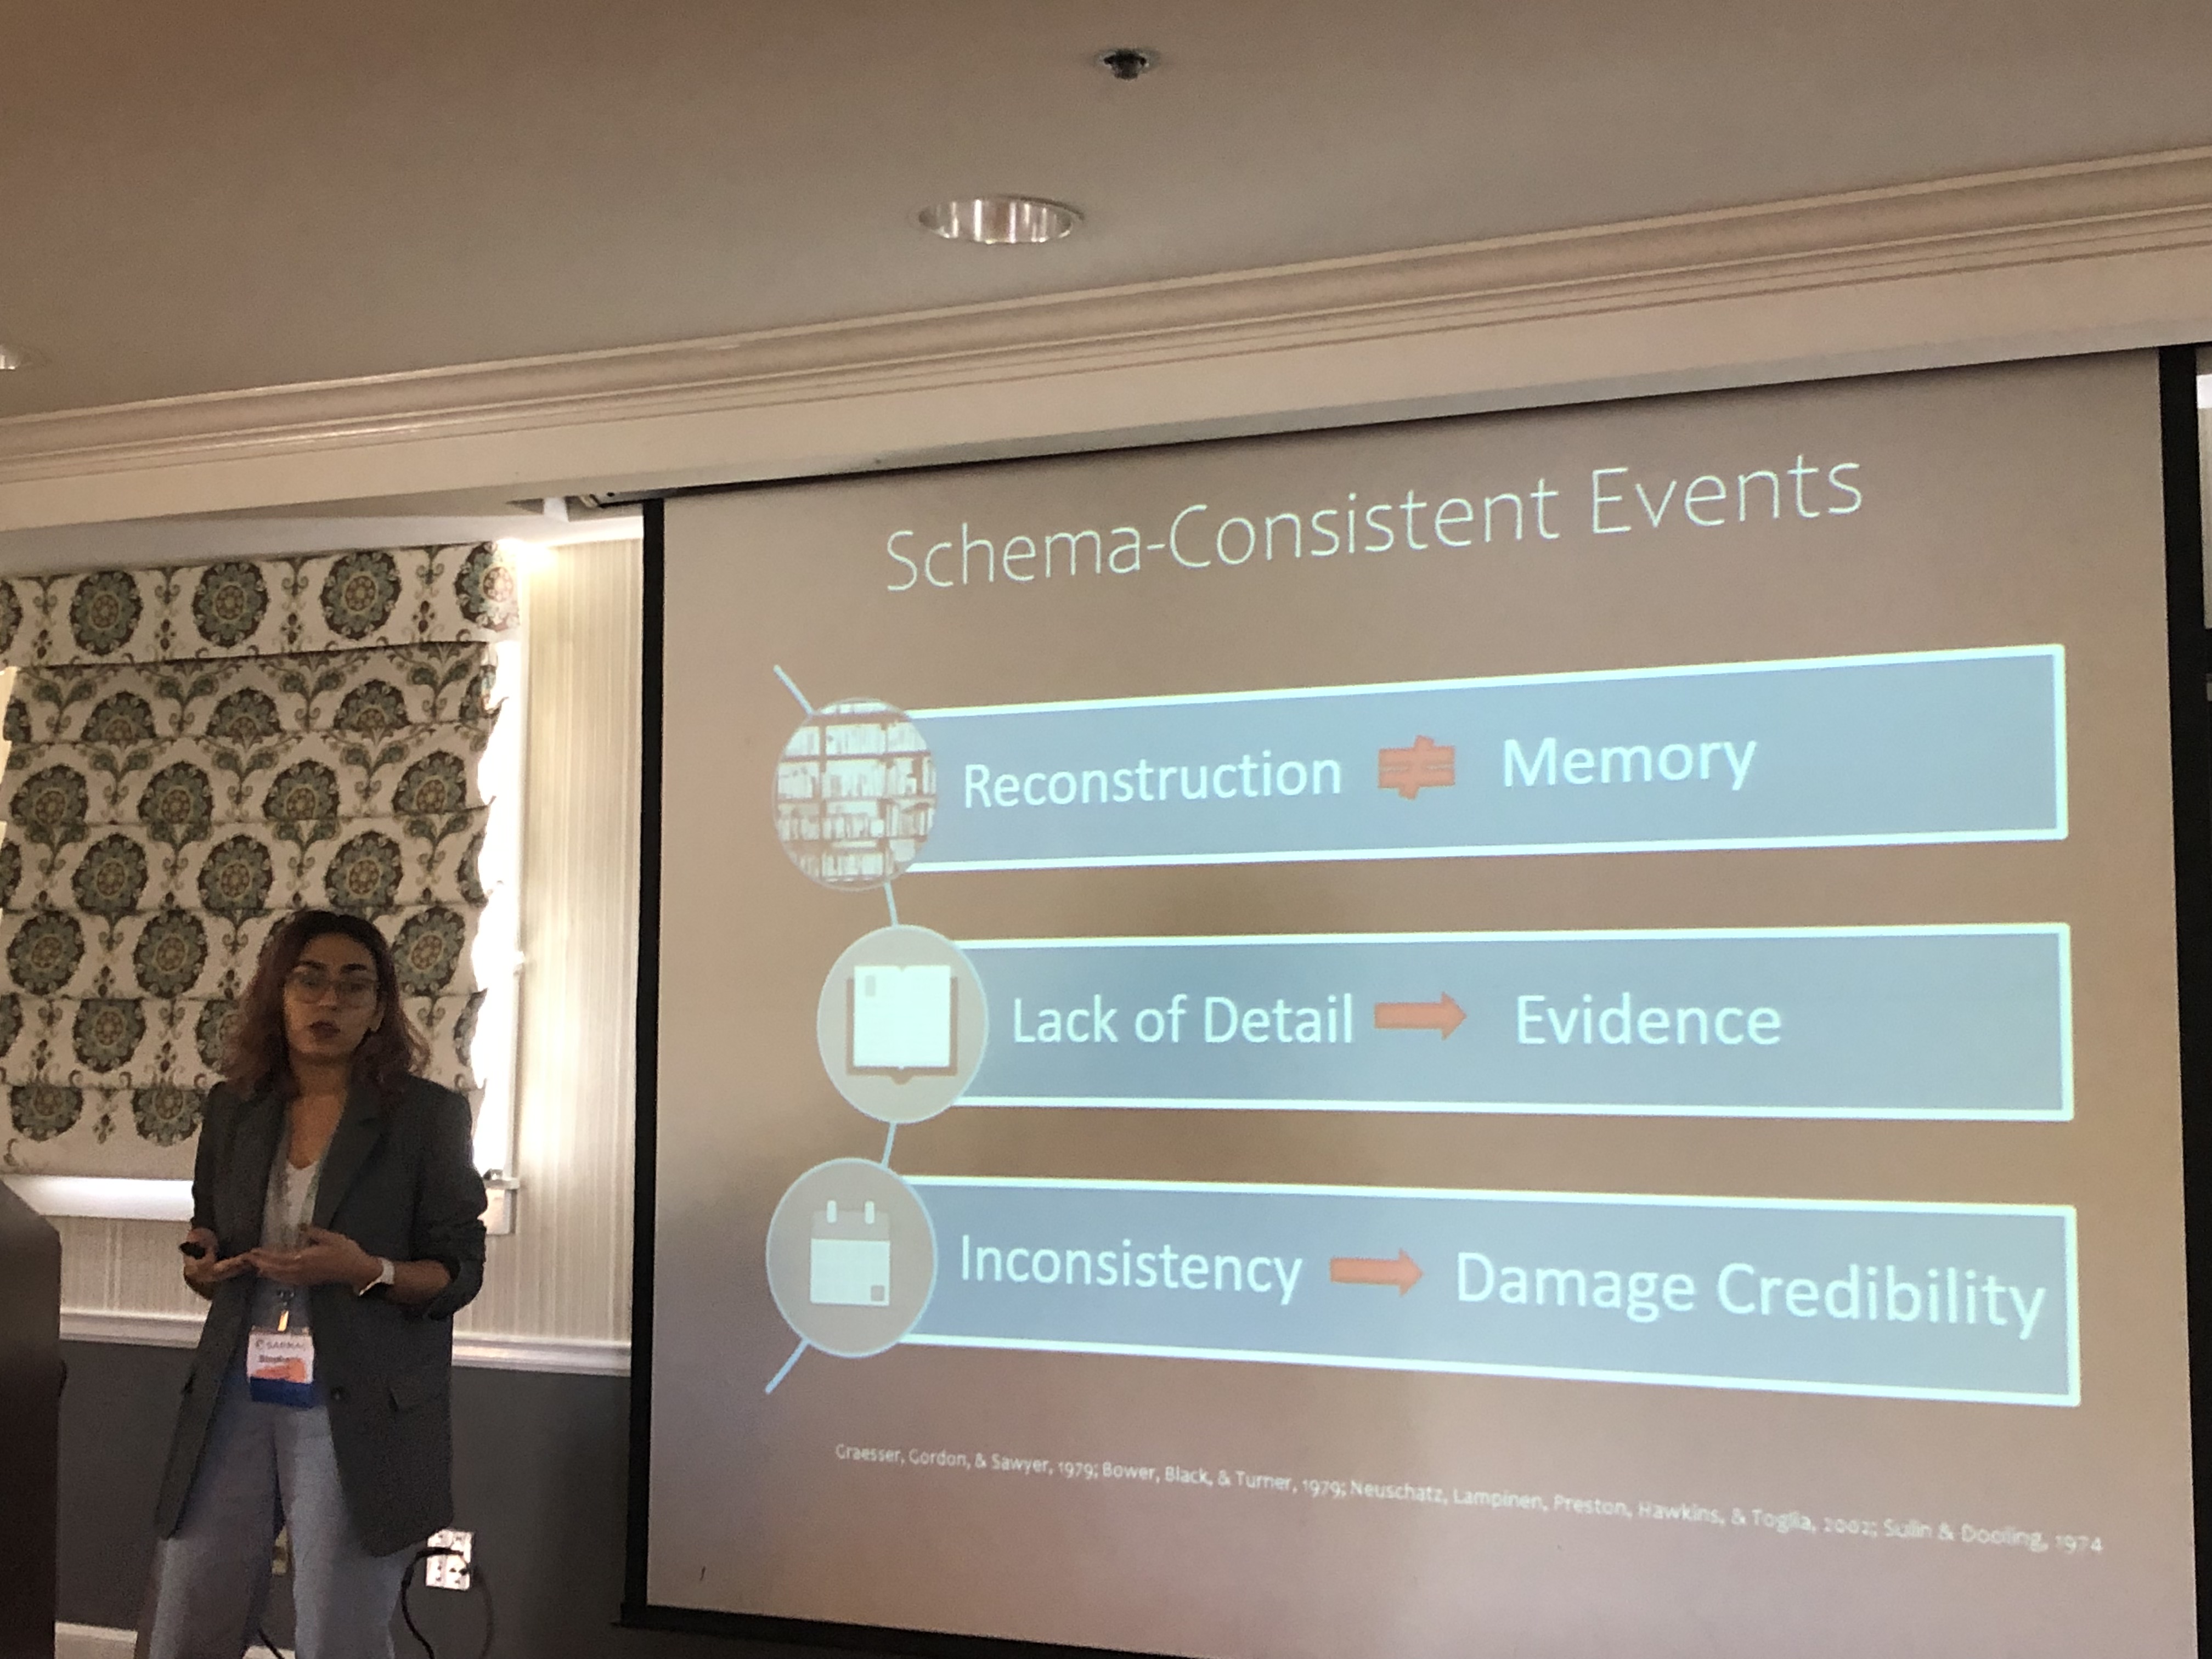 Schema-Consistent Events
Reconstruction ≠ Memory
Lack of Detail → Evidence
Inconsistency → Damage Credibility
Graesser, Gordon, & Sawyer, 1979; Bower, Black, & Turner, 1979; Neuschatz, Lampinen, Preston, Hawkins, & Toglia, 2002; Sulin & Dooling, 1974
SARMAC